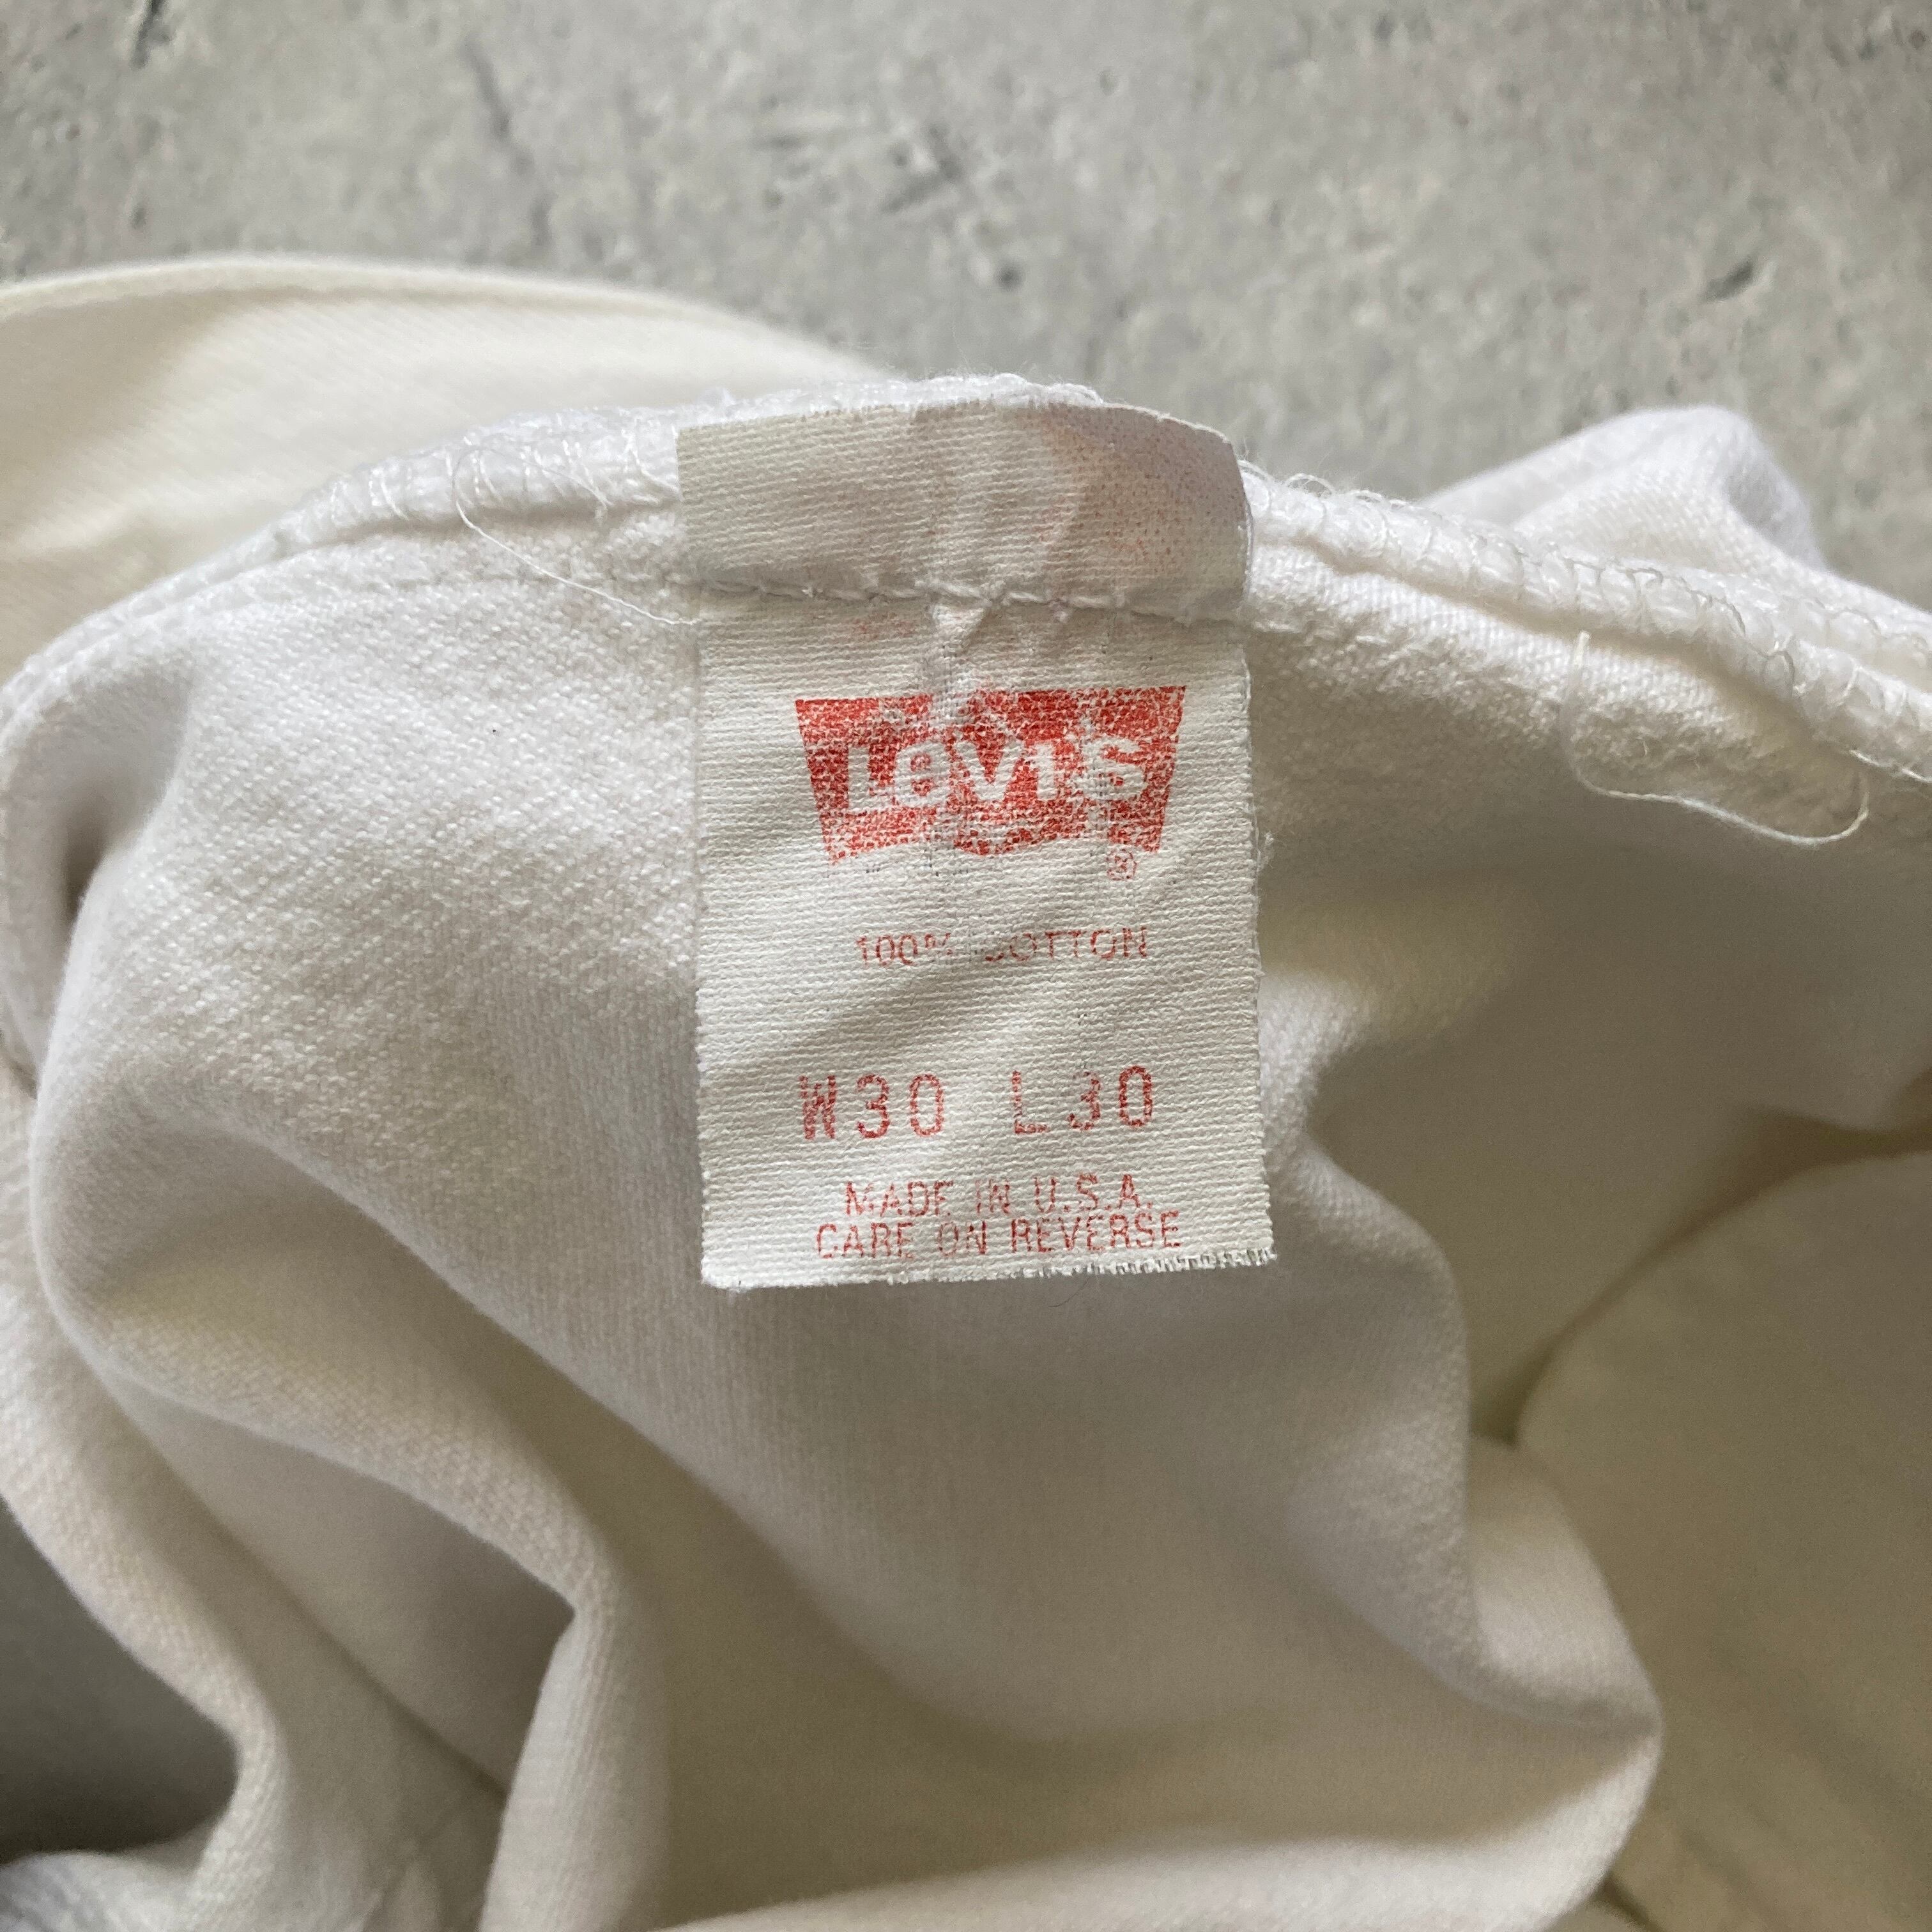 Levi's
®
100% COTTON
W30 L30
MADE IN U.S.A.
CARE ON REVERSE